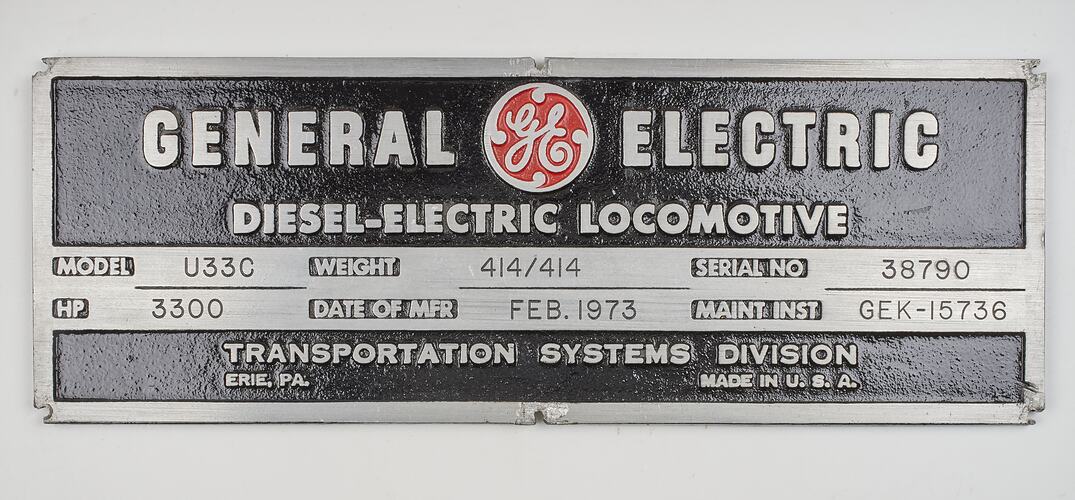 GENERAL GE ELECTRIC
DIESEL-ELECTRIC LOCOMOTIVE
MODEL U33C WEIGHT 414/414 SERIAL NO 38790
HP 3300 DATE OF MFR FEB. 1973 MAINT INST GEK-15736
TRANSPORTATION SYSTEMS DIVISION
ERIE, PA. MADE IN U. S. A.